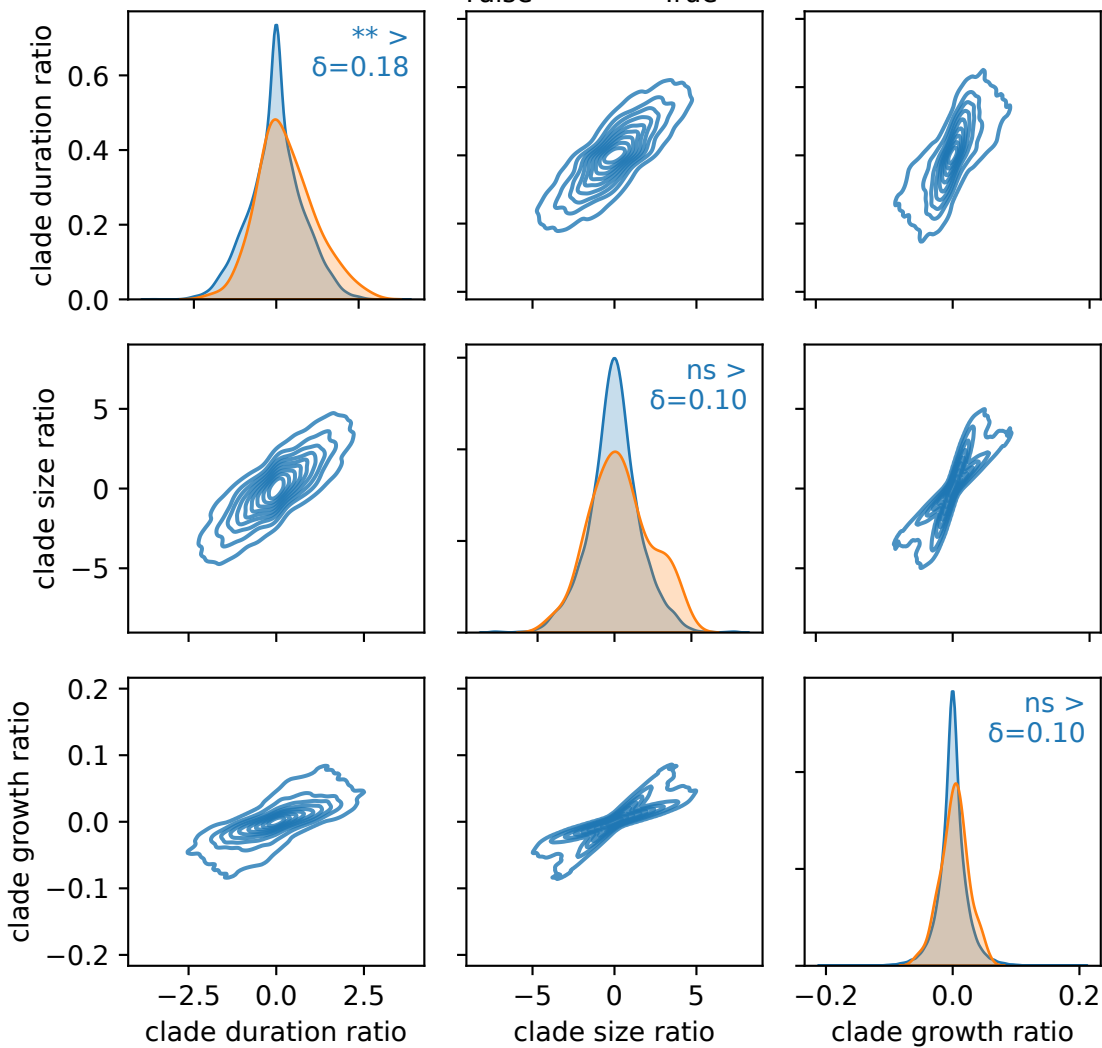 clade duration ratio
0.6
0.4
0.2
0.0
** >
δ=0.18
clade size ratio
5
0
−5
ns >
δ=0.10
clade growth ratio
0.2
0.1
0.0
−0.1
−0.2
ns >
δ=0.10
−2.5 0.0 2.5
clade duration ratio
−5 0 5
clade size ratio
−0.2 0.0 0.2
clade growth ratio